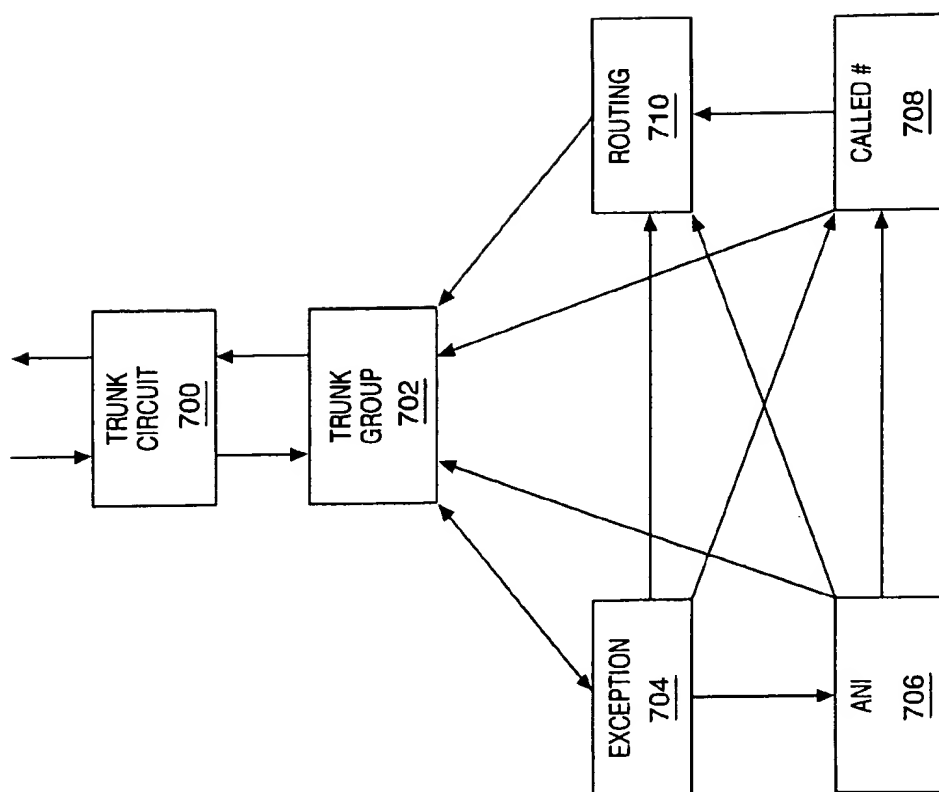 TRUNK
CIRCUIT
700
TRUNK
GROUP
702
EXCEPTION
704
ROUTING
710
ANI
706
CALLED #
708